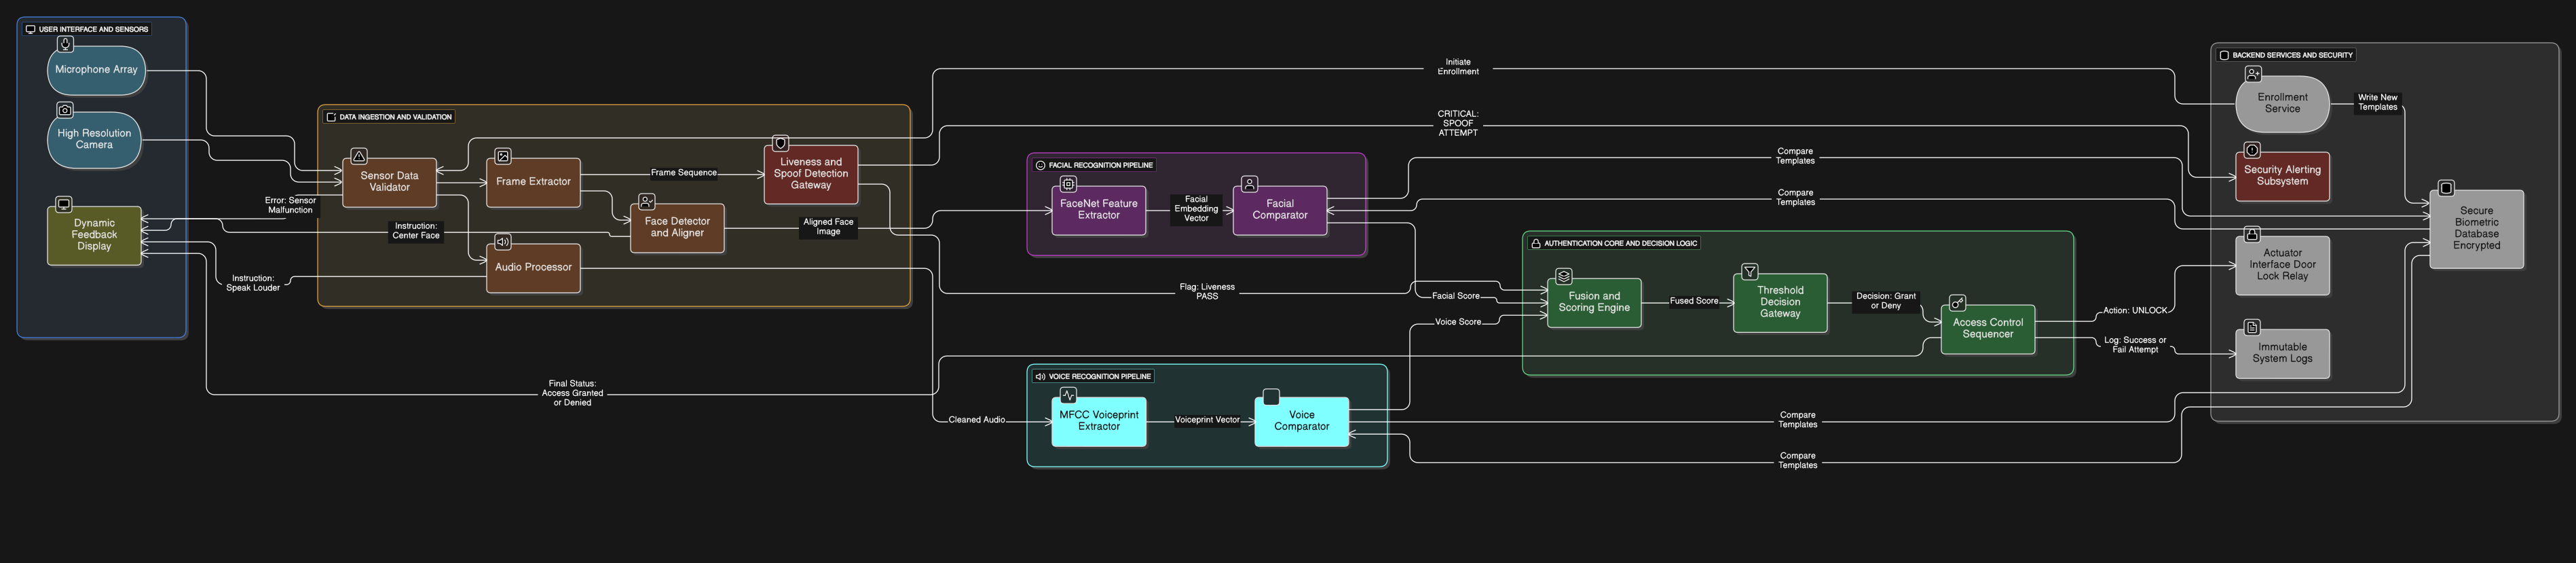 USER INTERFACE AND SENSORS
Microphone Array
High Resolution
Camera
Dynamic
Feedback
Display
Error: Sensor
Malfunction
Instruction:
Speak Louder
DATA INGESTION AND VALIDATION
Sensor Data
Validator
Frame Extractor
Frame Sequence
Liveness and
Spoof Detection
Gateway
Instruction:
Center Face
Face Detector
and Aligner
Aligned Face
Image
Audio Processor
Final Status:
Access Granted
or Denied
Cleaned Audio
FACIAL RECOGNITION PIPELINE
FaceNet Feature
Extractor
Facial
Embedding
Vector
Facial
Comparator
Flag: Liveness
PASS
VOICE RECOGNITION PIPELINE
MFCC Voiceprint
Extractor
Voiceprint Vector
Voice
Comparator
Initiate
Enrollment
CRITICAL:
SPOOF
ATTEMPT
Compare
Templates
Compare
Templates
Facial Score
Voice Score
AUTHENTICATION CORE AND DECISION LOGIC
Fusion and
Scoring Engine
Fused Score
Threshold
Decision
Gateway
Decision: Grant
or Deny
Access Control
Sequencer
Compare
Templates
Compare
Templates
Action: UNLOCK
Log: Success or
Fail Attempt
BACKEND SERVICES AND SECURITY
Enrollment
Service
Write New
Templates
Security Alerting
Subsystem
Secure
Biometric
Database
Encrypted
Actuator
Interface Door
Lock Relay
Immutable
System Logs